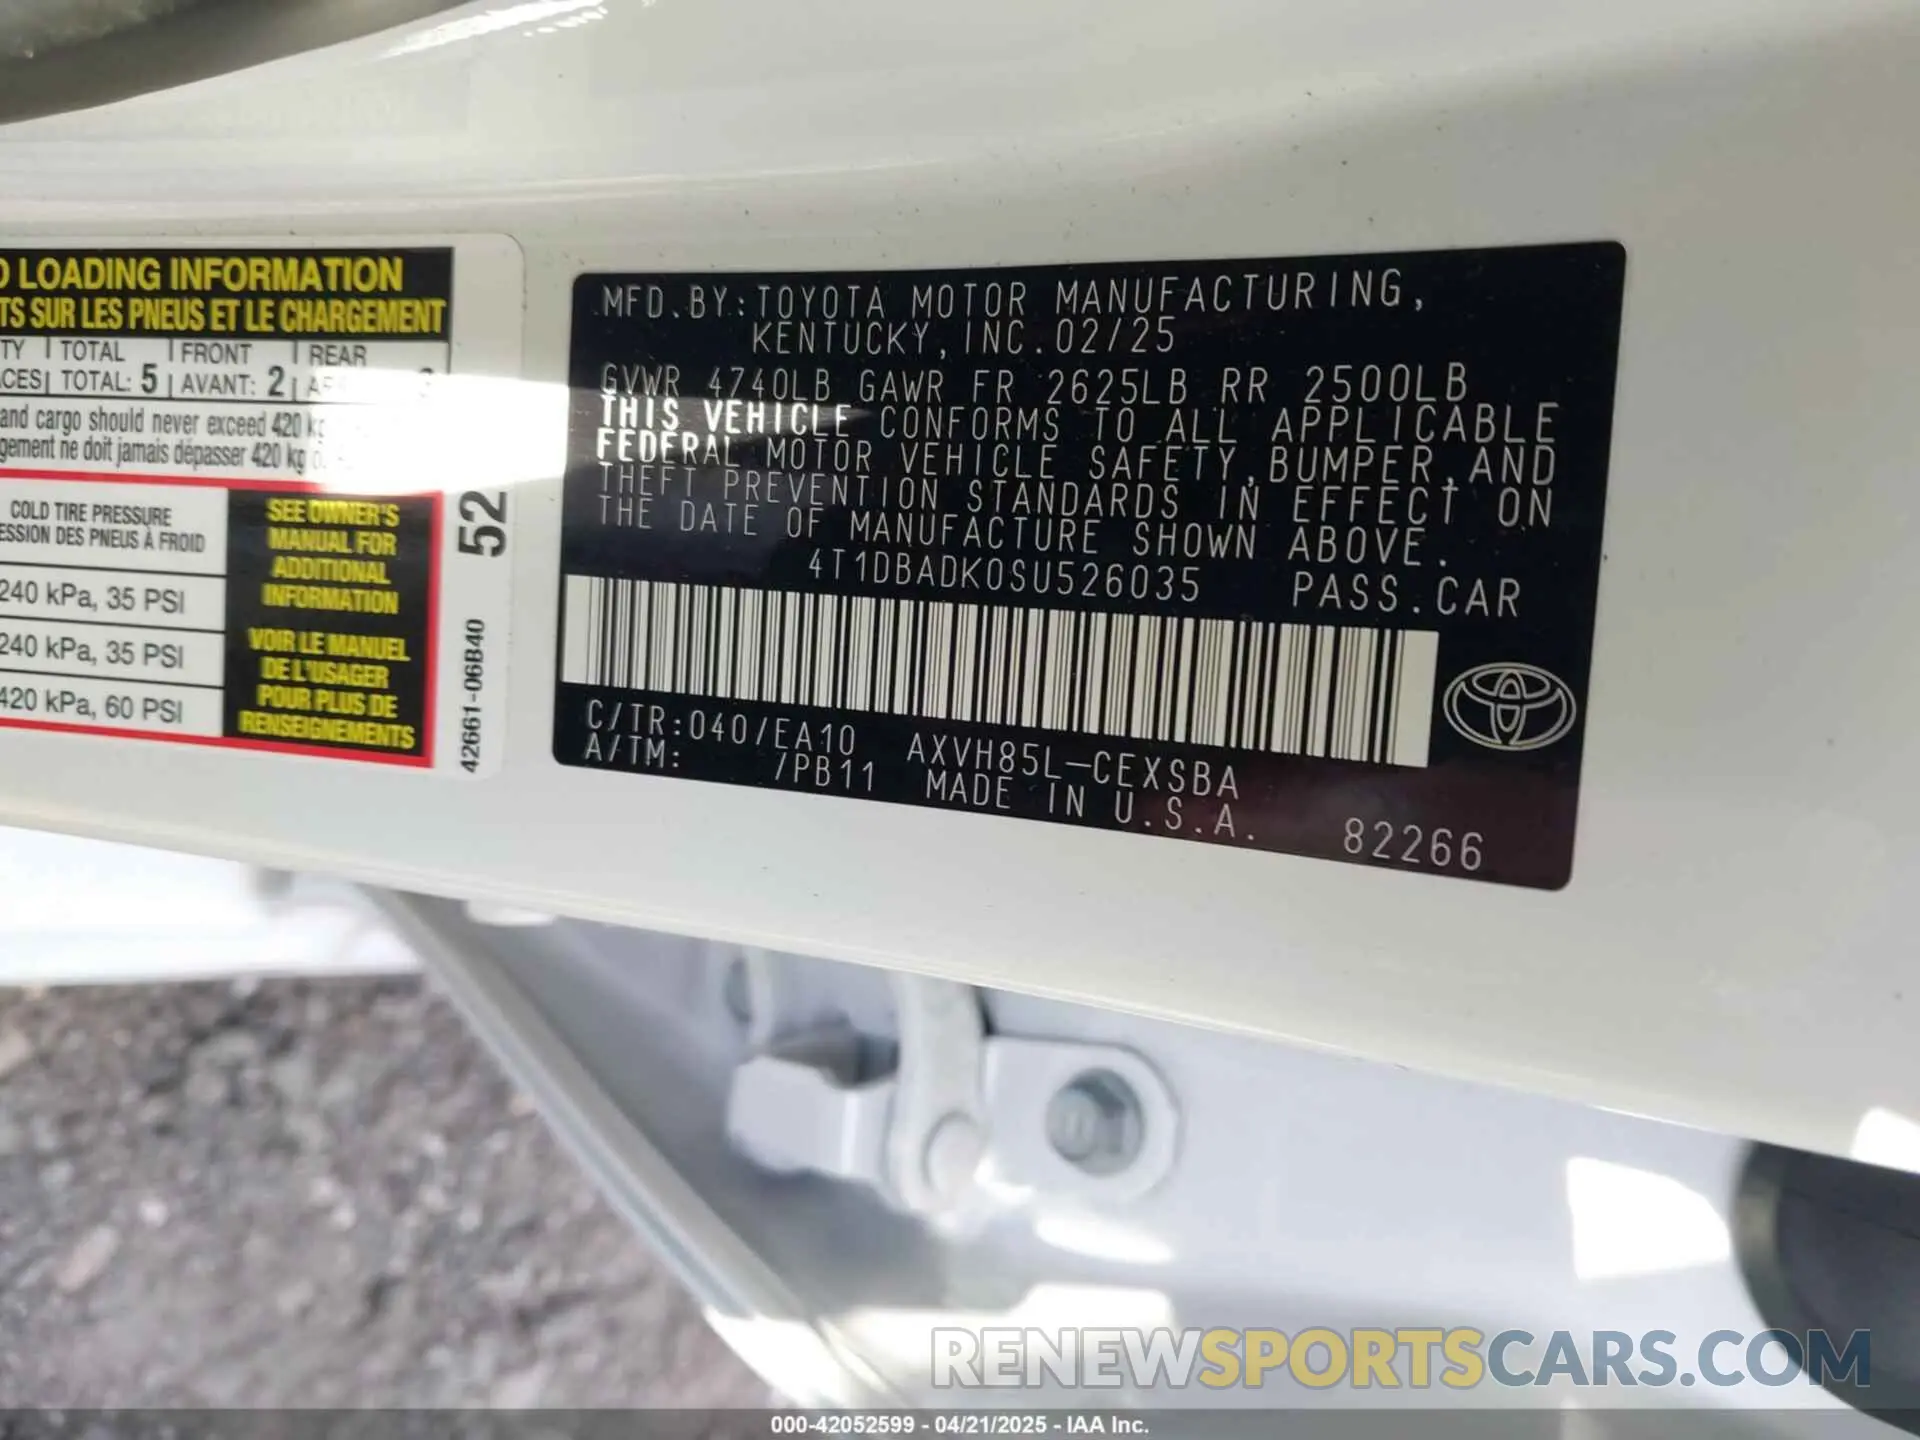 LOADING INFORMATION
TS SUR LES PNEUS ET LE CHARGEMENT
TOTAL FRONT REAR
TOTAL: 5 AVANT: 2
and cargo should never exceed 420 kg
gement ne doit jamais dépasser 420 kg
COLD TIRE PRESSURE
ESSION DES PNEUS À FROID
240 kPa, 35 PSI
240 kPa, 35 PSI
420 kPa, 60 PSI
SEE OWNER'S
MANUAL FOR
ADDITIONAL
INFORMATION
VOIR LE MANUEL
DE L'USAGER
POUR PLUS DE
RENSEIGNEMENTS
52
42661-06B40
MFD.BY:TOYOTA MOTOR MANUFACTURING,
KENTUCKY,INC.02/25
GVWR 4740LB GAWR FR 2625LB RR 2500LB
THIS VEHICLE CONFORMS TO ALL APPLICABLE
FEDERAL MOTOR VEHICLE SAFETY,BUMPER,AND
THEFT PREVENTION STANDARDS IN EFFECT ON
THE DATE OF MANUFACTURE SHOWN ABOVE.
4T1DBADK0SU526035 PASS.CAR
C/TR:040/EA10 AXVH85L-CEXSBA
A/TM: /PB11 MADE IN U.S.A.
82266
RENEWSPORTSCARS.COM
000-42052599 - 04/21/2025 - IAA Inc.